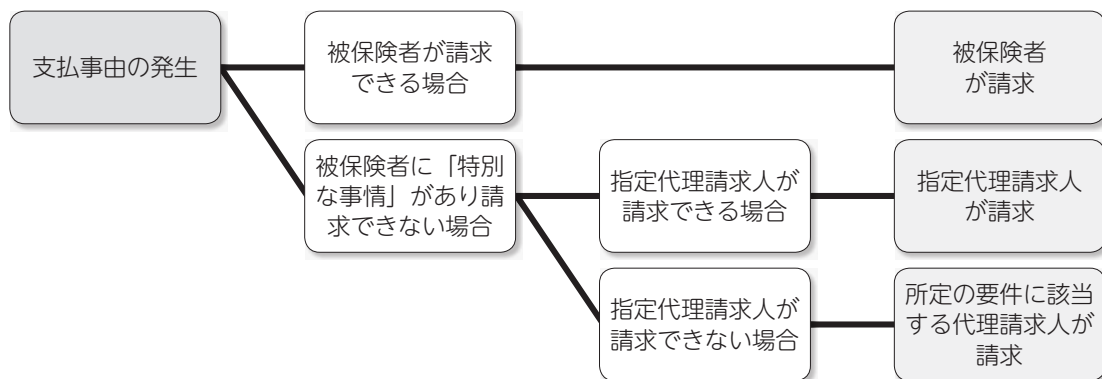 支払事由の発生
被保険者が請求
できる場合
被保険者
が請求
被保険者に「特別
な事情」があり請
求できない場合
指定代理請求人が
請求できる場合
指定代理請求人
が請求
指定代理請求人が
請求できない場合
所定の要件に該当
する代理請求人が
請求